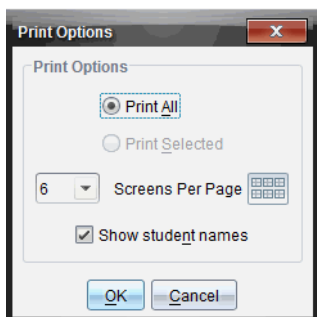 Print Options
Print Options
Print All
Print Selected
6 Screens Per Page
Show student names
OK Cancel